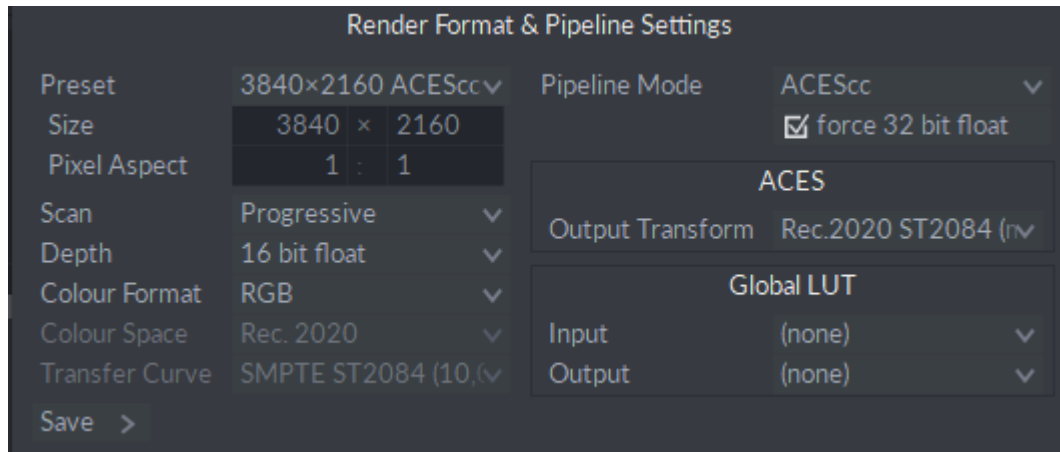 Render Format & Pipeline Settings
Preset 3840×2160 ACEScc
Size 3840 × 2160
Pixel Aspect 1 : 1
Scan Progressive
Depth 16 bit float
Colour Format RGB
Colour Space Rec. 2020
Transfer Curve SMPTE ST2084 (10,
Save >
Pipeline Mode ACEScc
force 32 bit float
ACES
Output Transform Rec.2020 ST2084 (
Global LUT
Input (none)
Output (none)